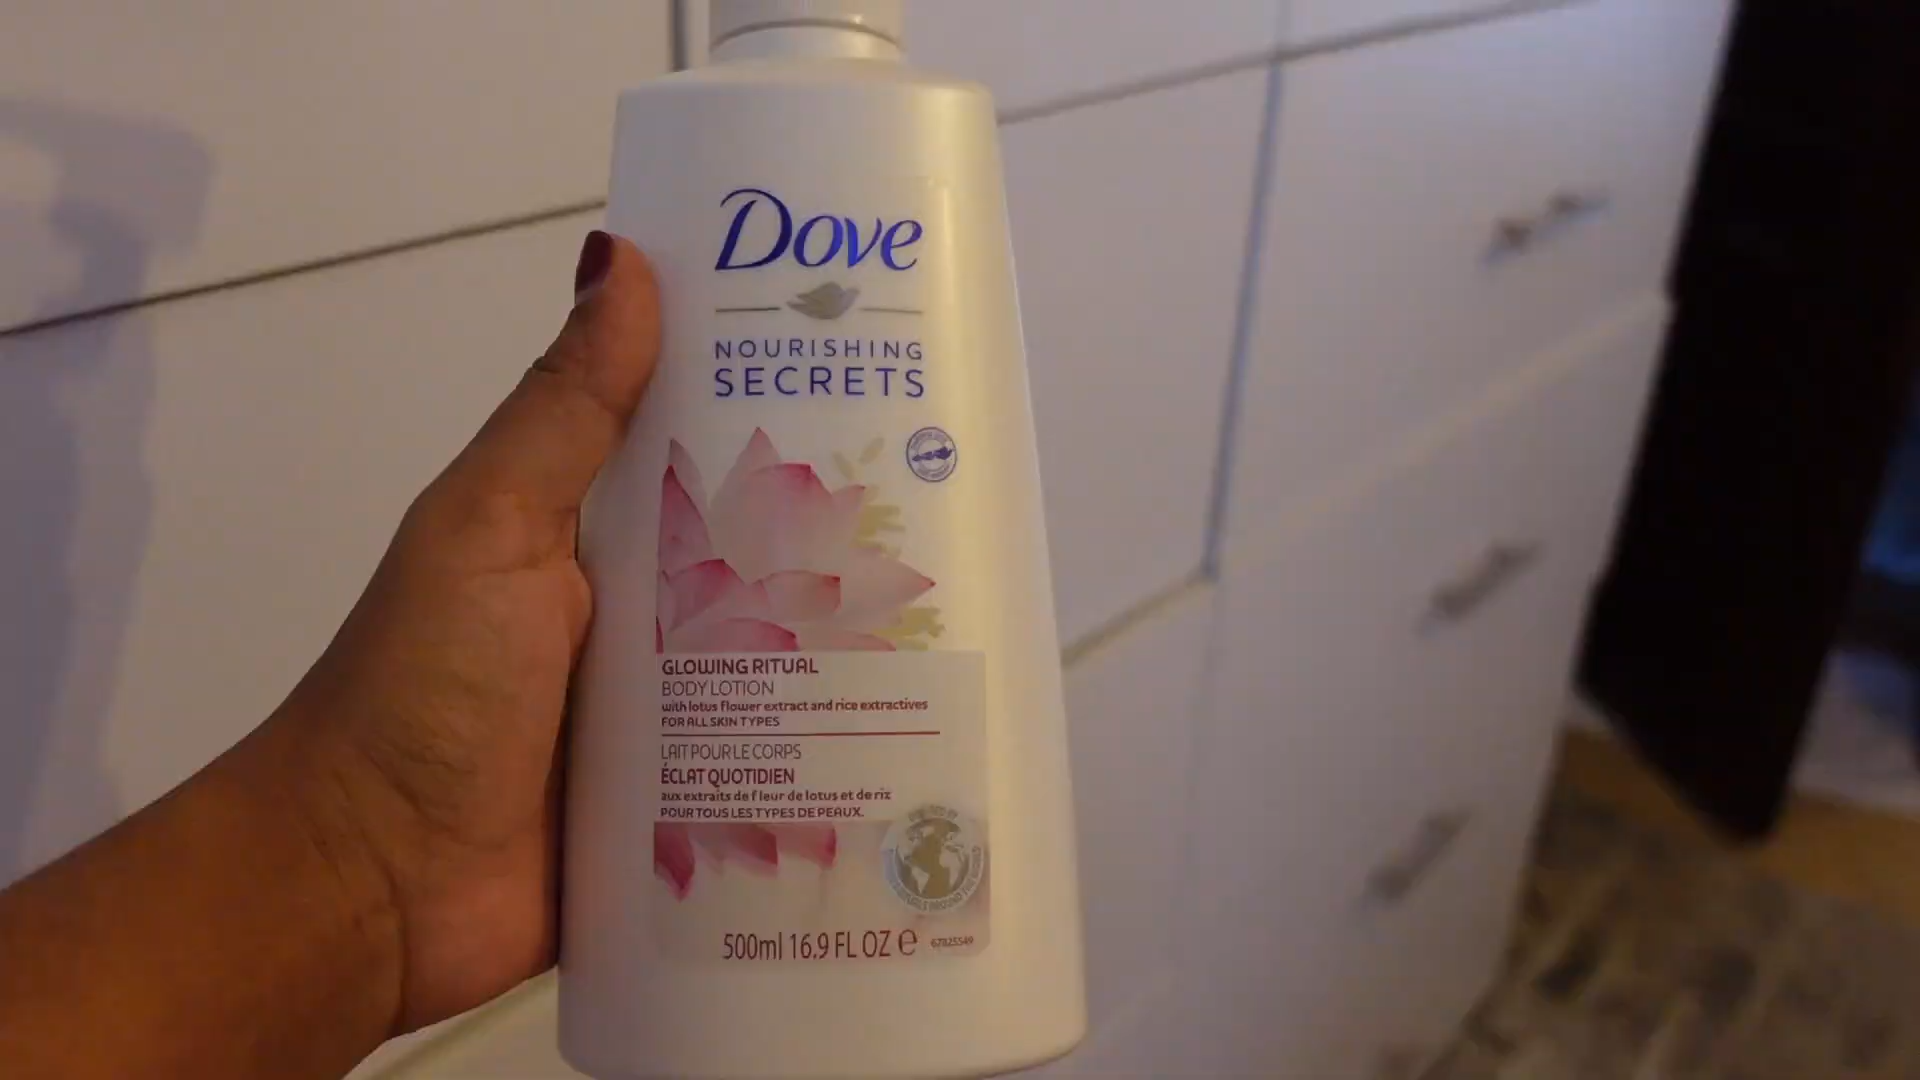 Dove
NOURISHING
SECRETS
GLOWING RITUAL
BODY LOTION
with lotus flower extract and rice extractives
FOR ALL SKIN TYPES
LAIT POUR LE CORPS
ÉCLAT QUOTIDIEN
aux extraits de fleur de lotus et de riz
POUR TOUS LES TYPES DE PEAUX.
500ml 16.9 FL OZ e
67825549